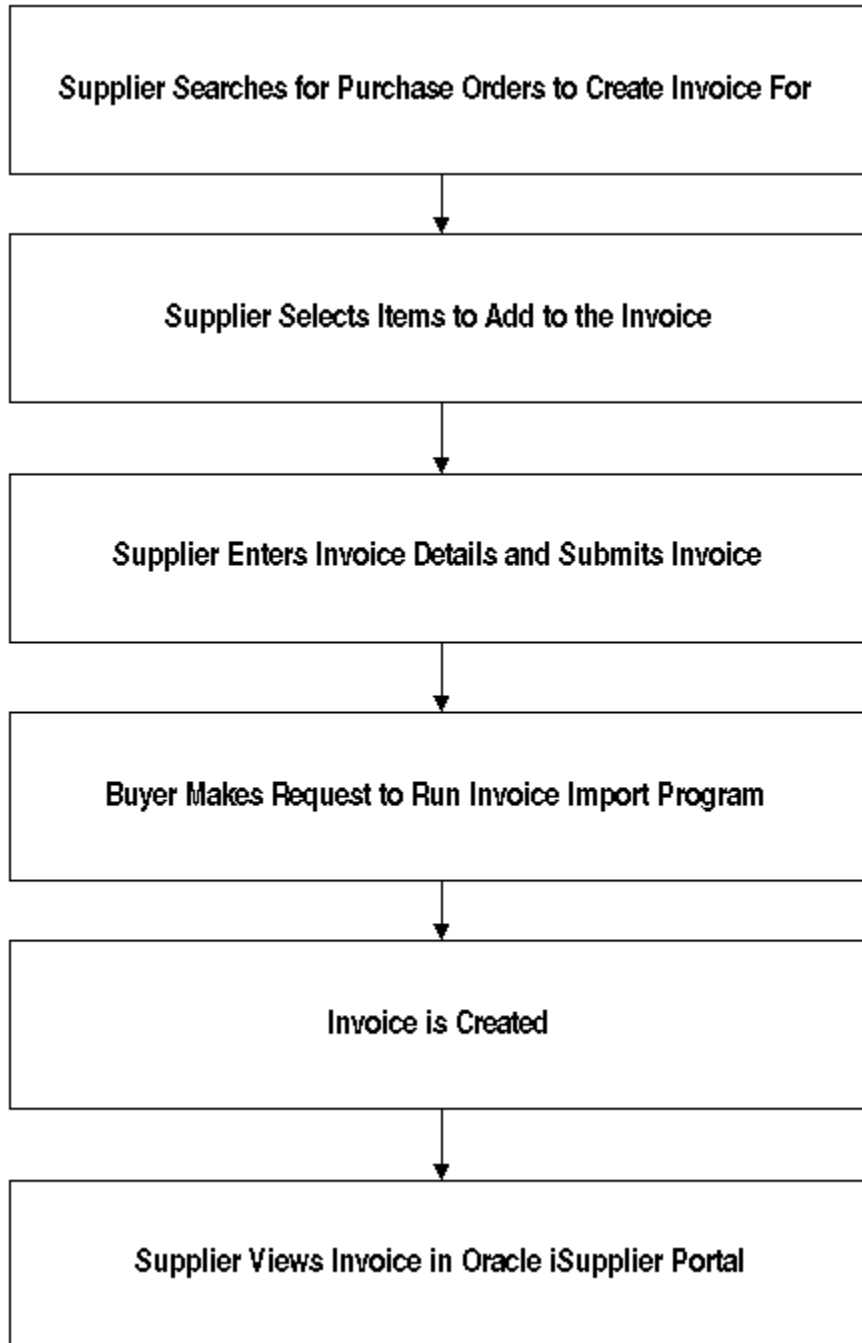 Supplier Searches for Purchase Orders to Create Invoice For
Supplier Selects Items to Add to the Invoice
Supplier Enters Invoice Details and Submits Invoice
Buyer Makes Request to Run Invoice Import Program
Invoice is Created
Supplier Views Invoice in Oracle iSupplier Portal